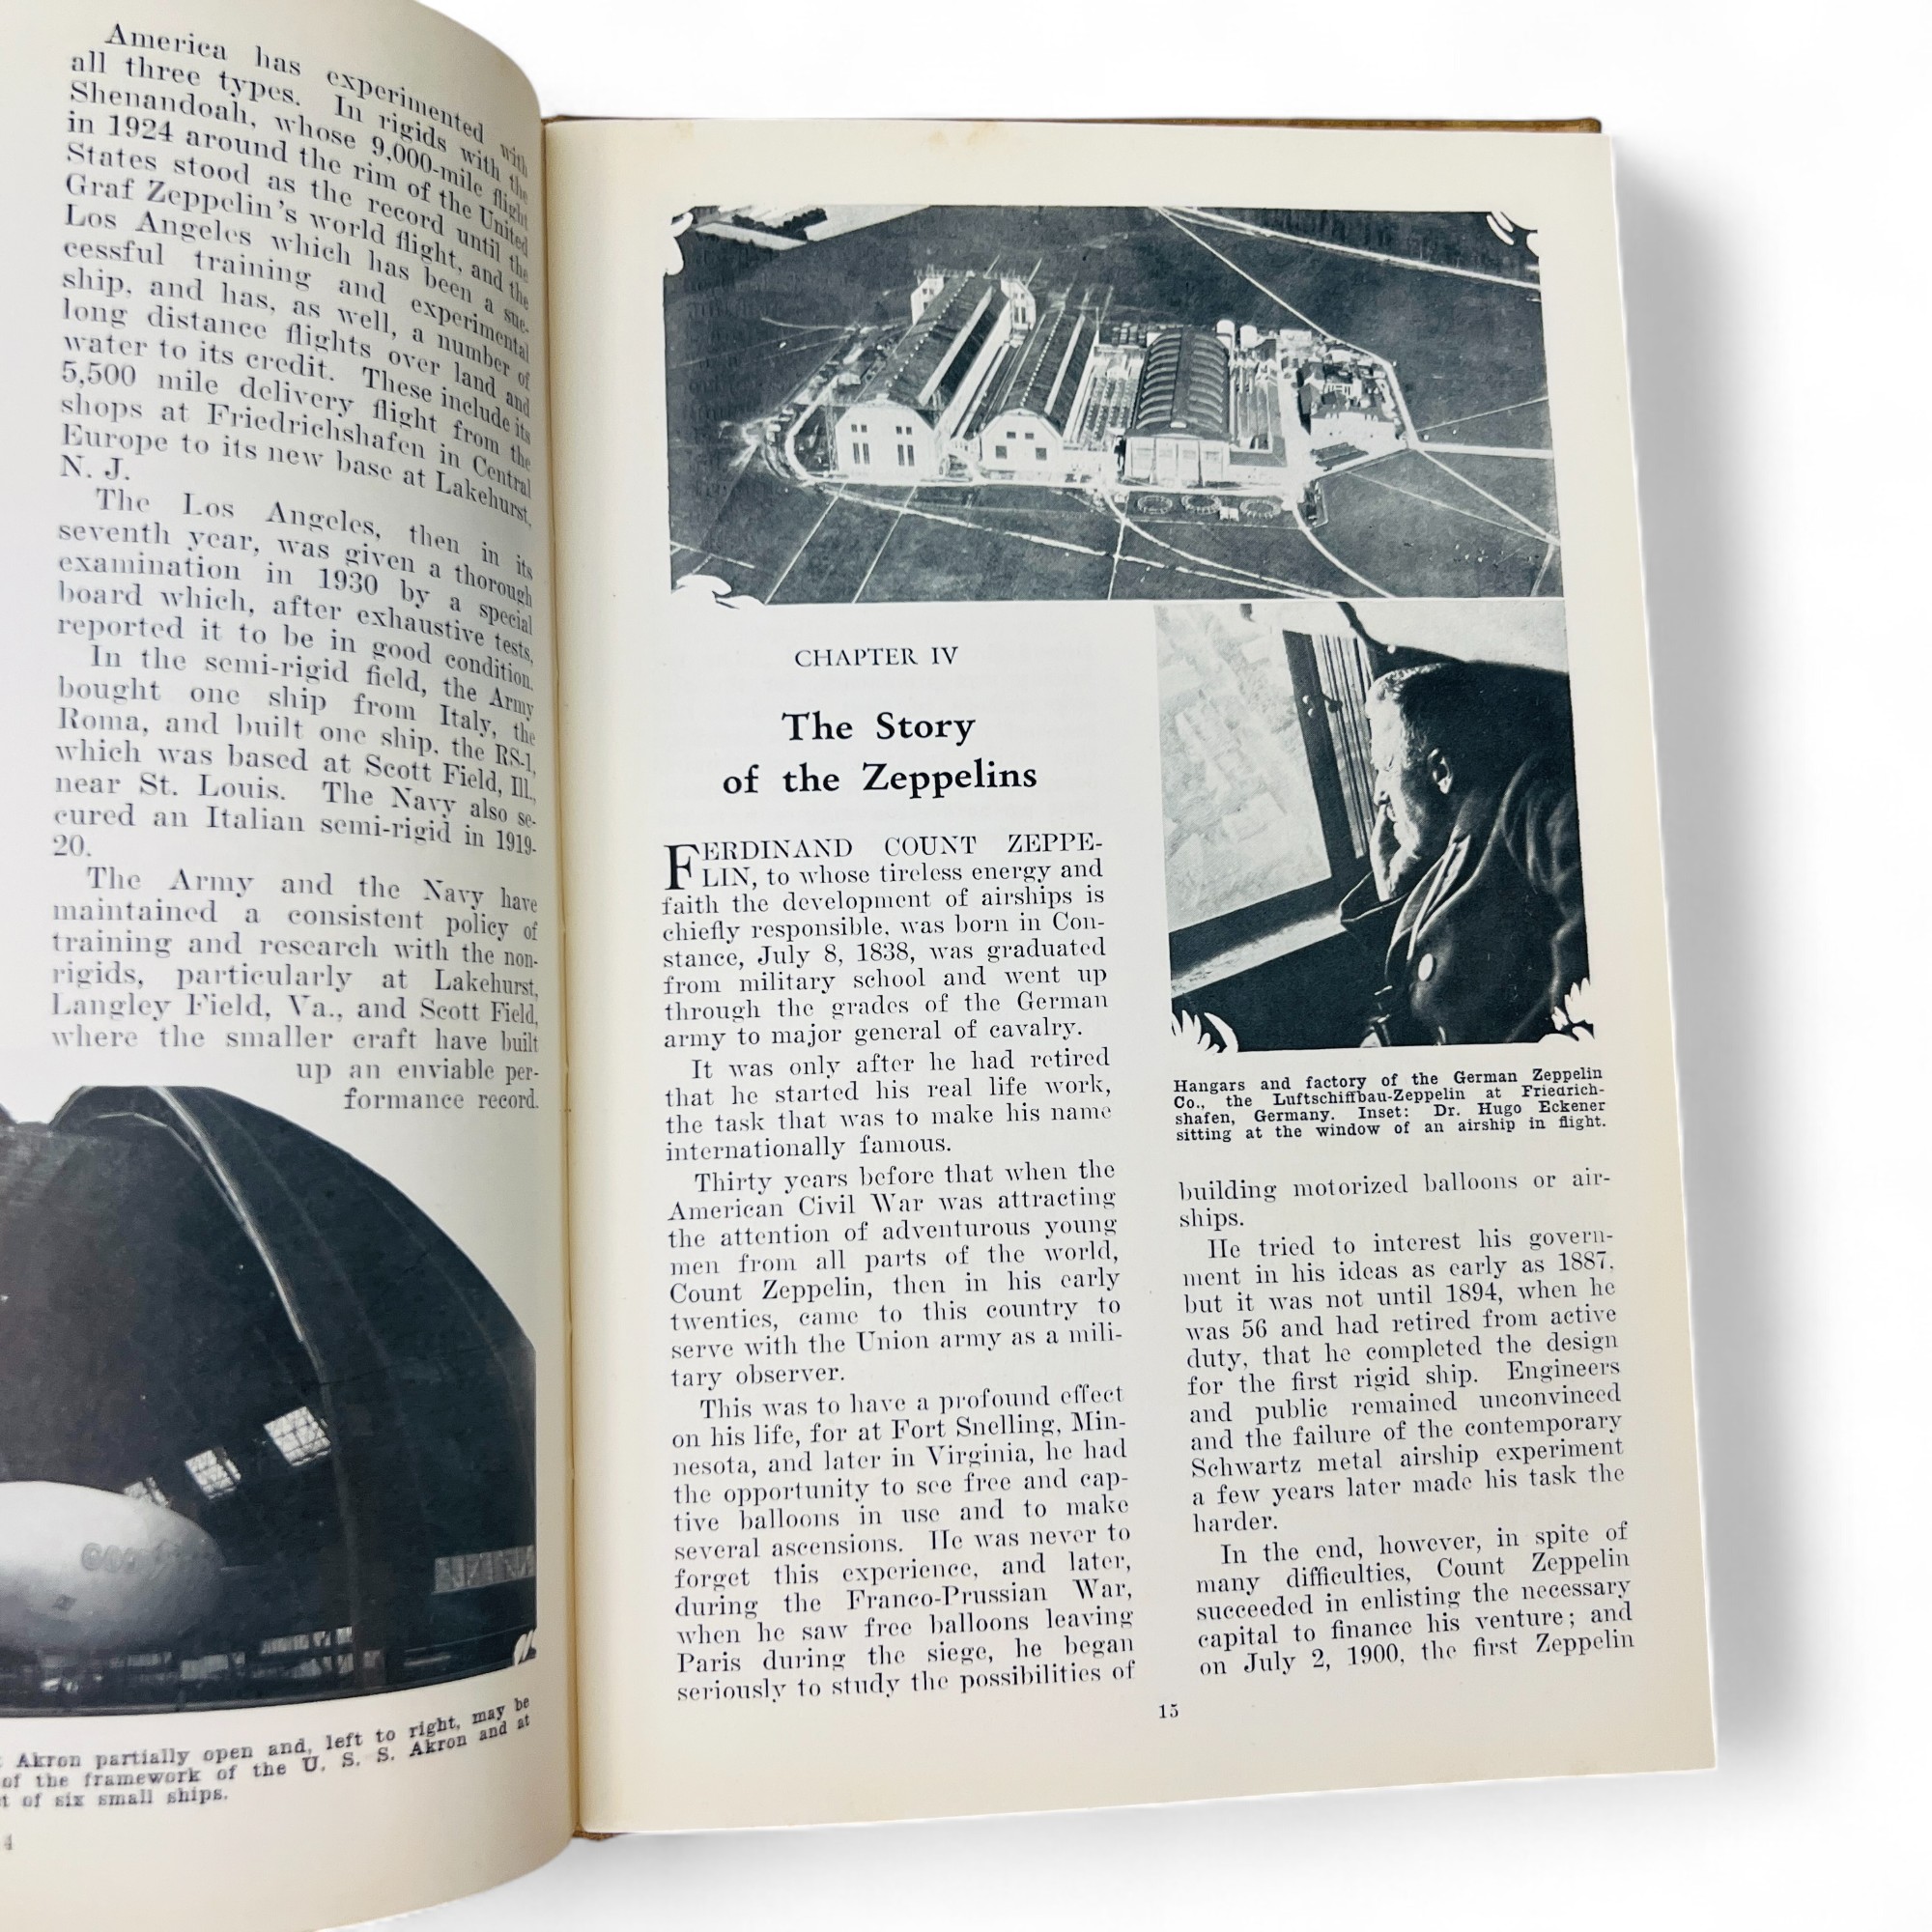 America has experimented with
all three types. In rigids with the
Shenandoah, whose 9,000-mile flight
in 1924 around the rim of the United
States stood as the record until the
Graf Zeppelin's world flight, and the
Los Angeles which has been a suc-
cessful training and experimental
ship, and has, as well, a number of
long distance flights over land and
water to its credit. These include its
5,500 mile delivery flight from the
shops at Friedrichshafen in Central
Europe to its new base at Lakehurst,
N. J.
The Los Angeles, then in its
seventh year, was given a thorough
examination in 1930 by a special
board which, after exhaustive tests,
reported it to be in good condition.
In the semi-rigid field, the Army
bought one ship from Italy, the
Roma, and built one ship, the RS-1,
which was based at Scott Field, Ill.,
near St. Louis. The Navy also se-
cured an Italian semi-rigid in 1919-
20.
The Army and the Navy have
maintained a consistent policy of
training and research with the non-
rigids, particularly at Lakehurst,
Langley Field, Va., and Scott Field,
where the smaller craft have built
up an enviable per-
formance record.
Akron partially open and, left to right, may be
of the framework of the U. S. S. Akron and at
of six small ships.
4
CHAPTER IV
The Story
of the Zeppelins
FERDINAND COUNT ZEPPE-
LIN, to whose tireless energy and
faith the development of airships is
chiefly responsible, was born in Con-
stance, July 8, 1838, was graduated
from military school and went up
through the grades of the German
army to major general of cavalry.
It was only after he had retired
that he started his real life work,
the task that was to make his name
internationally famous.
Thirty years before that when the
American Civil War was attracting
the attention of adventurous young
men from all parts of the world,
Count Zeppelin, then in his early
twenties, came to this country to
serve with the Union army as a mili-
tary observer.
This was to have a profound effect
on his life, for at Fort Snelling, Min-
nesota, and later in Virginia, he had
the opportunity to see free and cap-
tive balloons in use and to make
several ascensions. He was never to
forget this experience, and later,
during the Franco-Prussian War,
when he saw free balloons leaving
Paris during the siege, he began
seriously to study the possibilities of
Hangars and factory of the German Zeppelin
Co., the Luftschiffbau-Zeppelin at Friedrich-
shafen, Germany. Inset: Dr. Hugo Eckener
sitting at the window of an airship in flight.
building motorized balloons or air-
ships.
He tried to interest his govern-
ment in his ideas as early as 1887,
but it was not until 1894, when he
was 56 and had retired from active
duty, that he completed the design
for the first rigid ship. Engineers
and public remained unconvinced
and the failure of the contemporary
Schwartz metal airship experiment
a few years later made his task the
harder.
In the end, however, in spite of
many difficulties, Count Zeppelin
succeeded in enlisting the necessary
capital to finance his venture; and
on July 2, 1900, the first Zeppelin
15